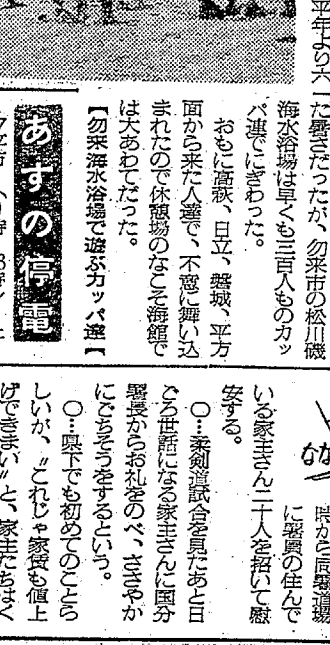 平年より六
た暑さだったが、勿来市の松川磯
海水浴場は早くも三百人ものカッ
パ連でにぎわった。
おもに高萩、日立、磐城、平方
面から来た人達で、不意に舞い込
まれたので休憩場のなこそ海館で
は大あわてだった。
【勿来海水浴場で遊ぶカッパ達】
あすの停電
時から同署道場
に署員の住んで
いる家主さん二十人を招いて慰
安する。
〇…柔剣道試合を見たあと日
ごろ世話になる家主さんに国分
署長からお礼をのべ、ささやか
にごちそうをするという。
〇…県下でも初めてのことら
しいが、〃これじゃ家賃も値上
げできまい〃と、家主たちはく